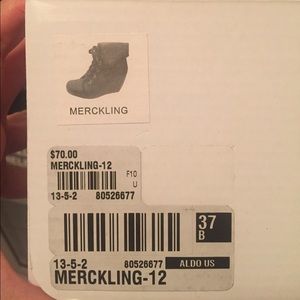 MERCKLING
$70.00
MERCKLING-12
F10
U
13-5-2 80526677
37
B
13-5-2 80526677 ALDO US
MERCKLING-12